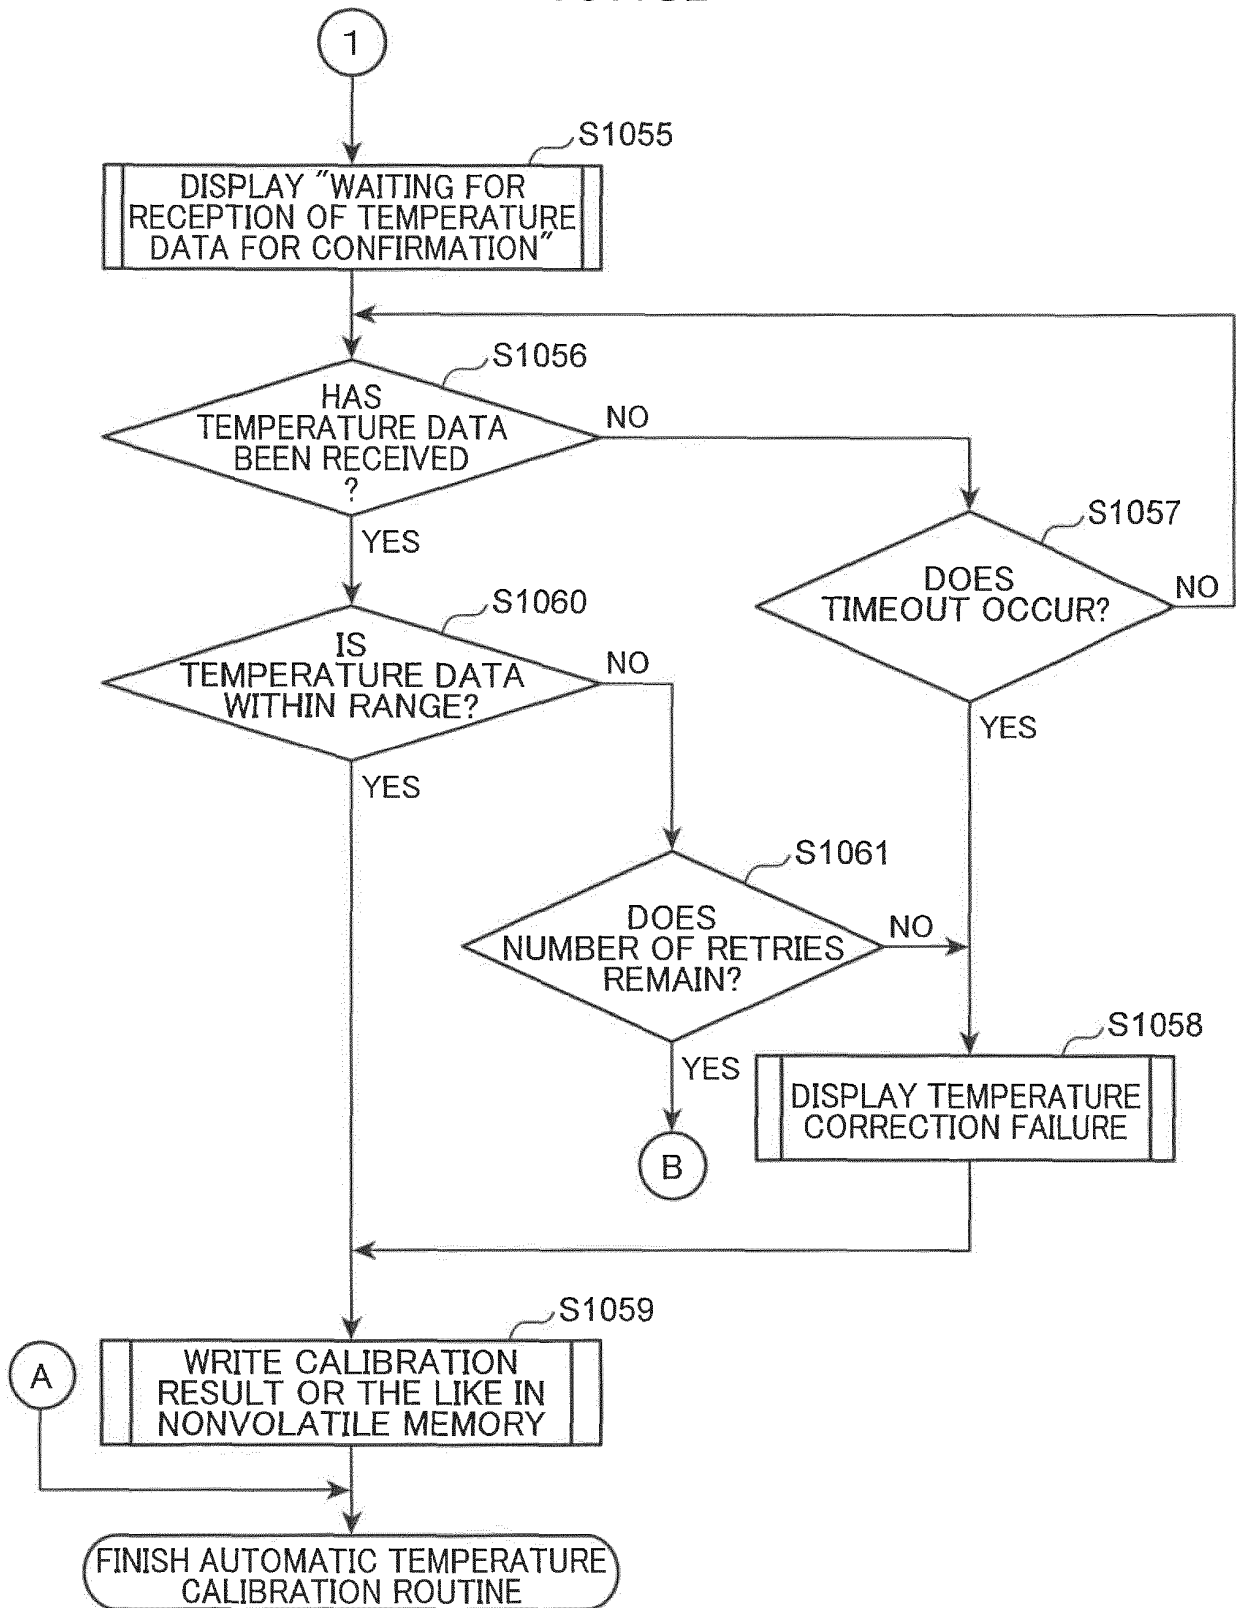 1
S1055
DISPLAY "WAITING FOR
RECEPTION OF TEMPERATURE
DATA FOR CONFIRMATION"
S1056
HAS
TEMPERATURE DATA
BEEN RECEIVED
?
NO
YES
S1057
DOES
TIMEOUT OCCUR?
NO
YES
S1060
IS
TEMPERATURE DATA
WITHIN RANGE?
NO
YES
S1061
DOES
NUMBER OF RETRIES
REMAIN?
NO
YES
B
S1058
DISPLAY TEMPERATURE
CORRECTION FAILURE
S1059
WRITE CALIBRATION
RESULT OR THE LIKE IN
NONVOLATILE MEMORY
A
FINISH AUTOMATIC TEMPERATURE
CALIBRATION ROUTINE